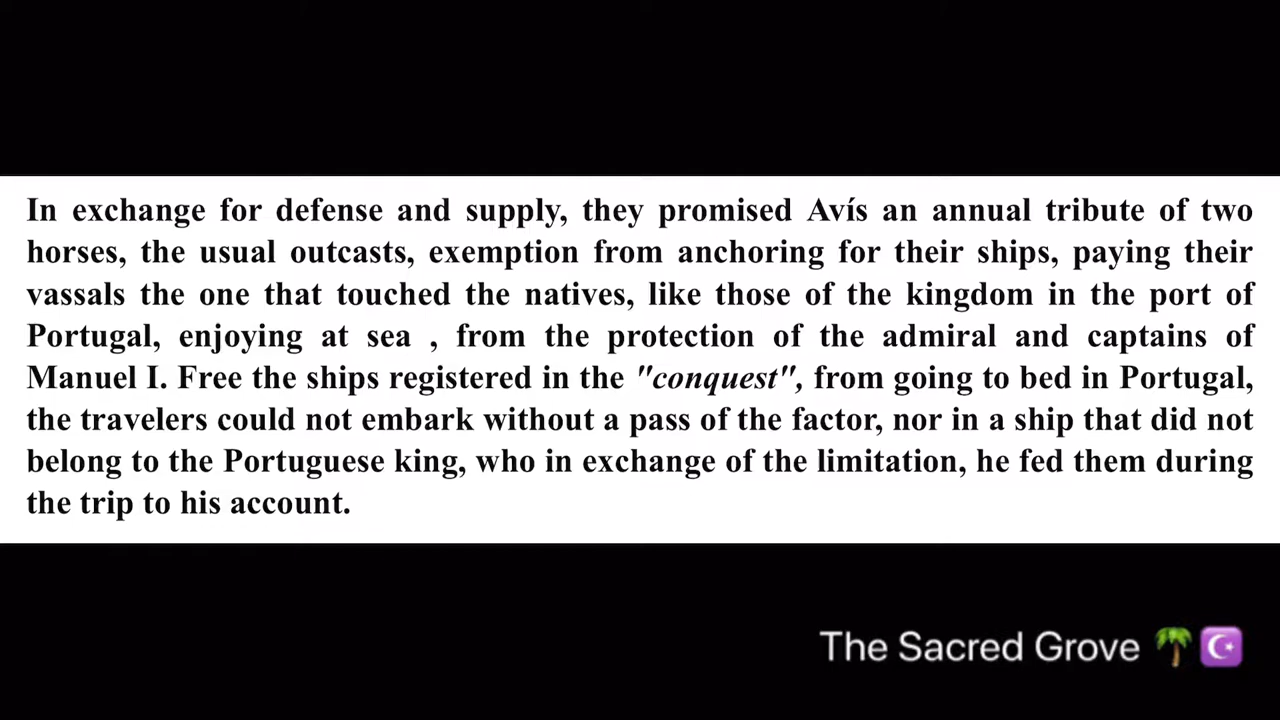 In exchange for defense and supply, they promised Avís an annual tribute of two
horses, the usual outcasts, exemption from anchoring for their ships, paying their
vassals the one that touched the natives, like those of the kingdom in the port of
Portugal, enjoying at sea , from the protection of the admiral and captains of
Manuel I. Free the ships registered in the "conquest", from going to bed in Portugal,
the travelers could not embark without a pass of the factor, nor in a ship that did not
belong to the Portuguese king, who in exchange of the limitation, he fed them during
the trip to his account.
The Sacred Grove 🌴☪️